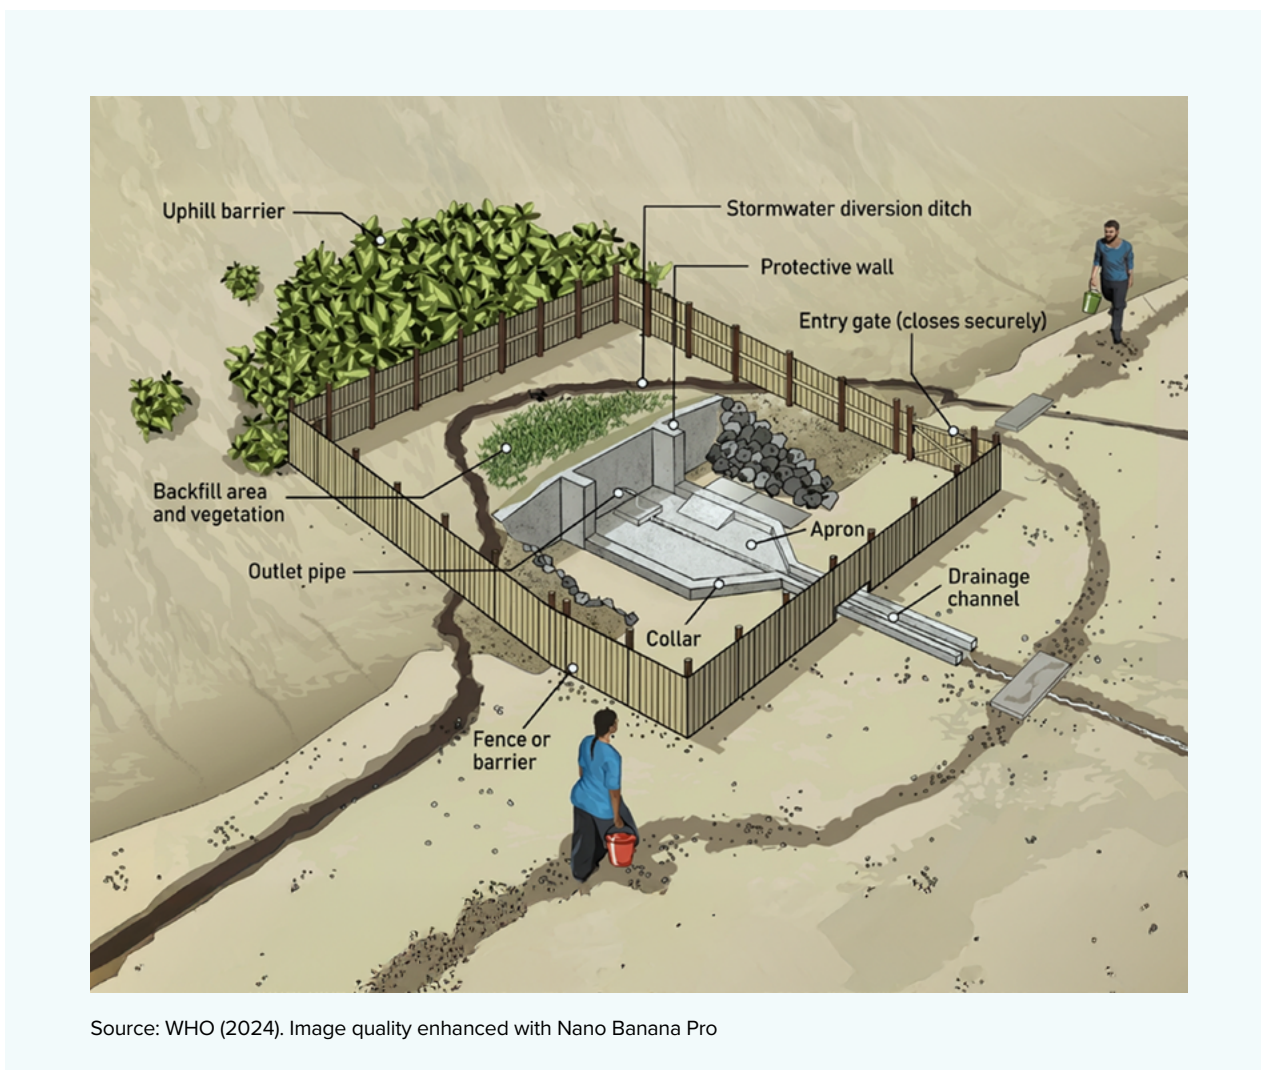 Uphill barrier
Stormwater diversion ditch
Protective wall
Entry gate (closes securely)
Backfill area
and vegetation
Apron
Outlet pipe
Drainage
channel
Collar
Fence or
barrier
Source: WHO (2024). Image quality enhanced with Nano Banana Pro